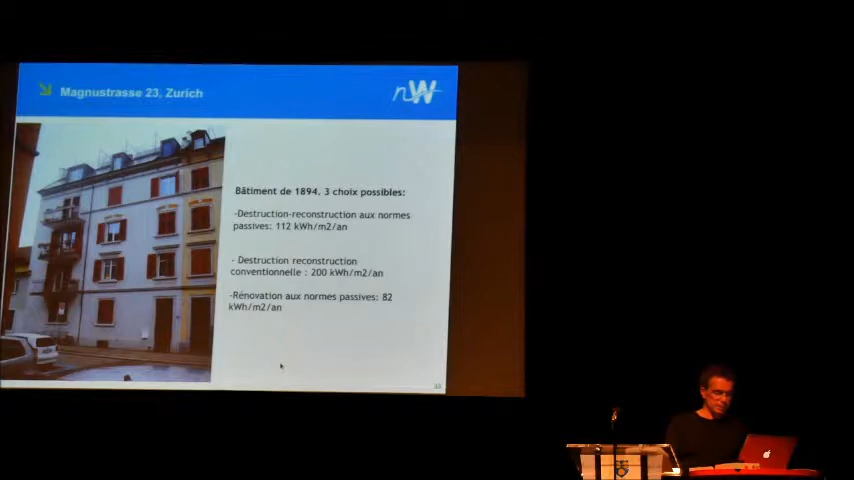 Magnustrasse 23, Zurich
nW
Bâtiment de 1894, 3 choix possibles:
-Destruction-reconstruction aux normes
passives: 112 kWh/m2/an
- Destruction reconstruction
conventionnelle : 200 kWh/m2/an
-Rénovation aux normes passives: 82
kWh/m2/an